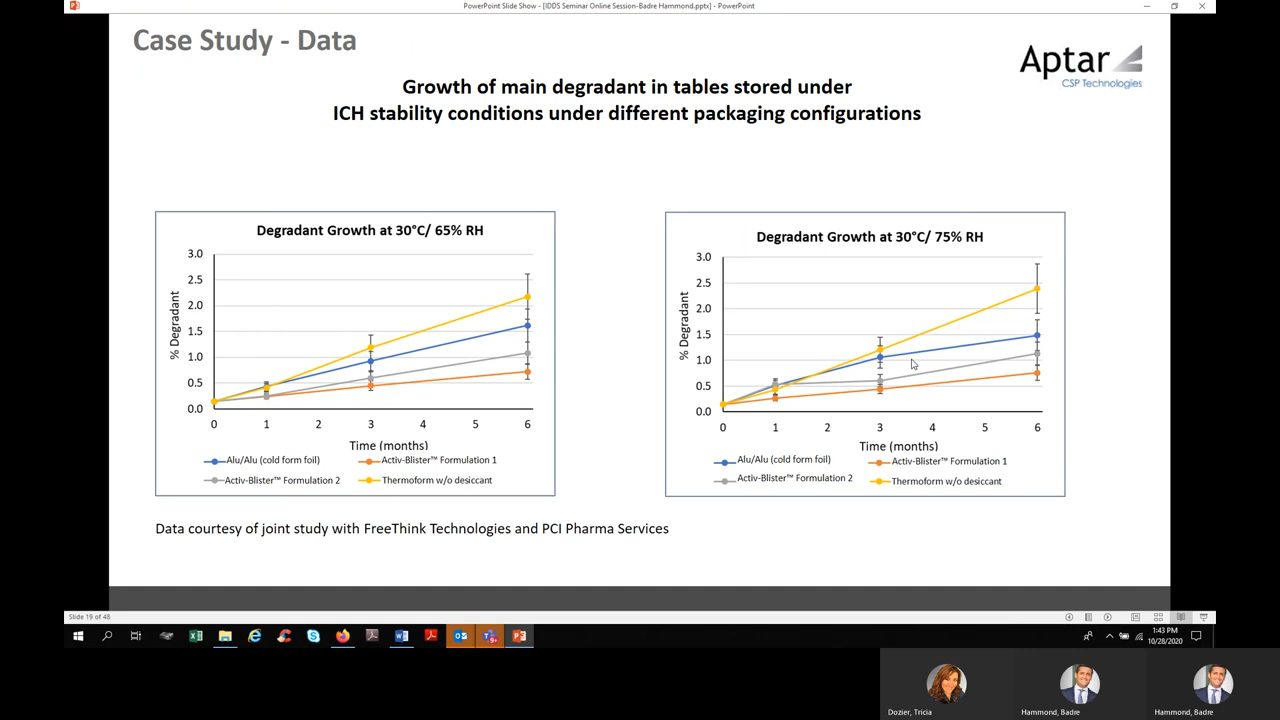 PowerPoint Slide Show - [IDDS Seminar Online Session-Badre Hammond.pptx] - PowerPoint
Case Study - Data
Aptar
CSP Technologies
Growth of main degradant in tables stored under
ICH stability conditions under different packaging configurations
Degradant Growth at 30°C/ 65% RH
% Degradant
3.0
2.5
2.0
1.5
1.0
0.5
0.0
0 1 2 3 4 5 6
Time (months)
Alu/Alu (cold form foil)
Activ-Blister™ Formulation 1
Activ-Blister™ Formulation 2
Thermoform w/o desiccant
Degradant Growth at 30°C/ 75% RH
% Degradant
3.0
2.5
2.0
1.5
1.0
0.5
0.0
0 1 2 3 4 5 6
Time (months)
Alu/Alu (cold form foil)
Activ-Blister™ Formulation 1
Activ-Blister™ Formulation 2
Thermoform w/o desiccant
Data courtesy of joint study with FreeThink Technologies and PCI Pharma Services
Slide 19 of 48
1:43 PM
10/28/2020
Dozier, Tricia
Hammond, Badre
Hammond, Badre